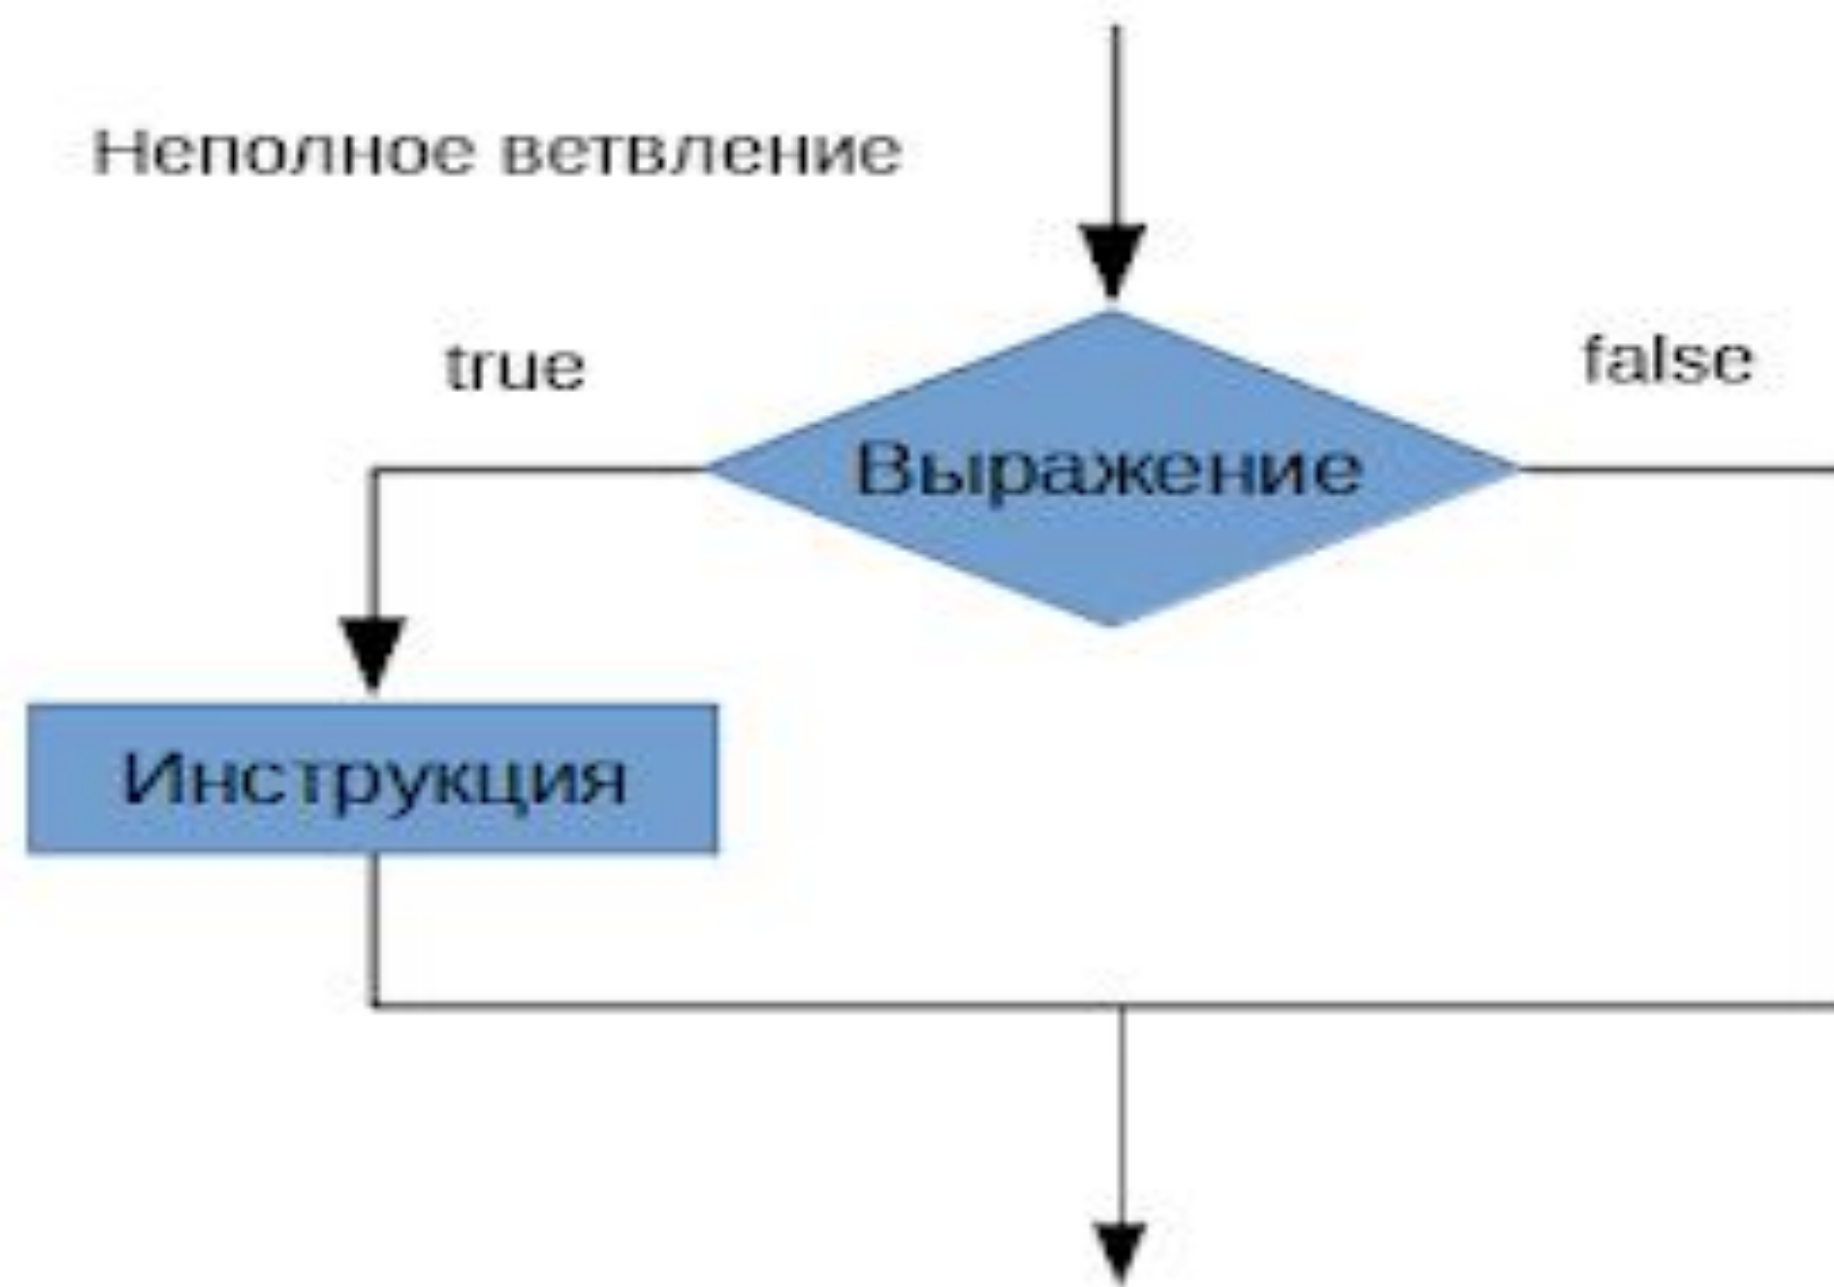 Неполное ветвление
true
false
Выражение
Инструкция